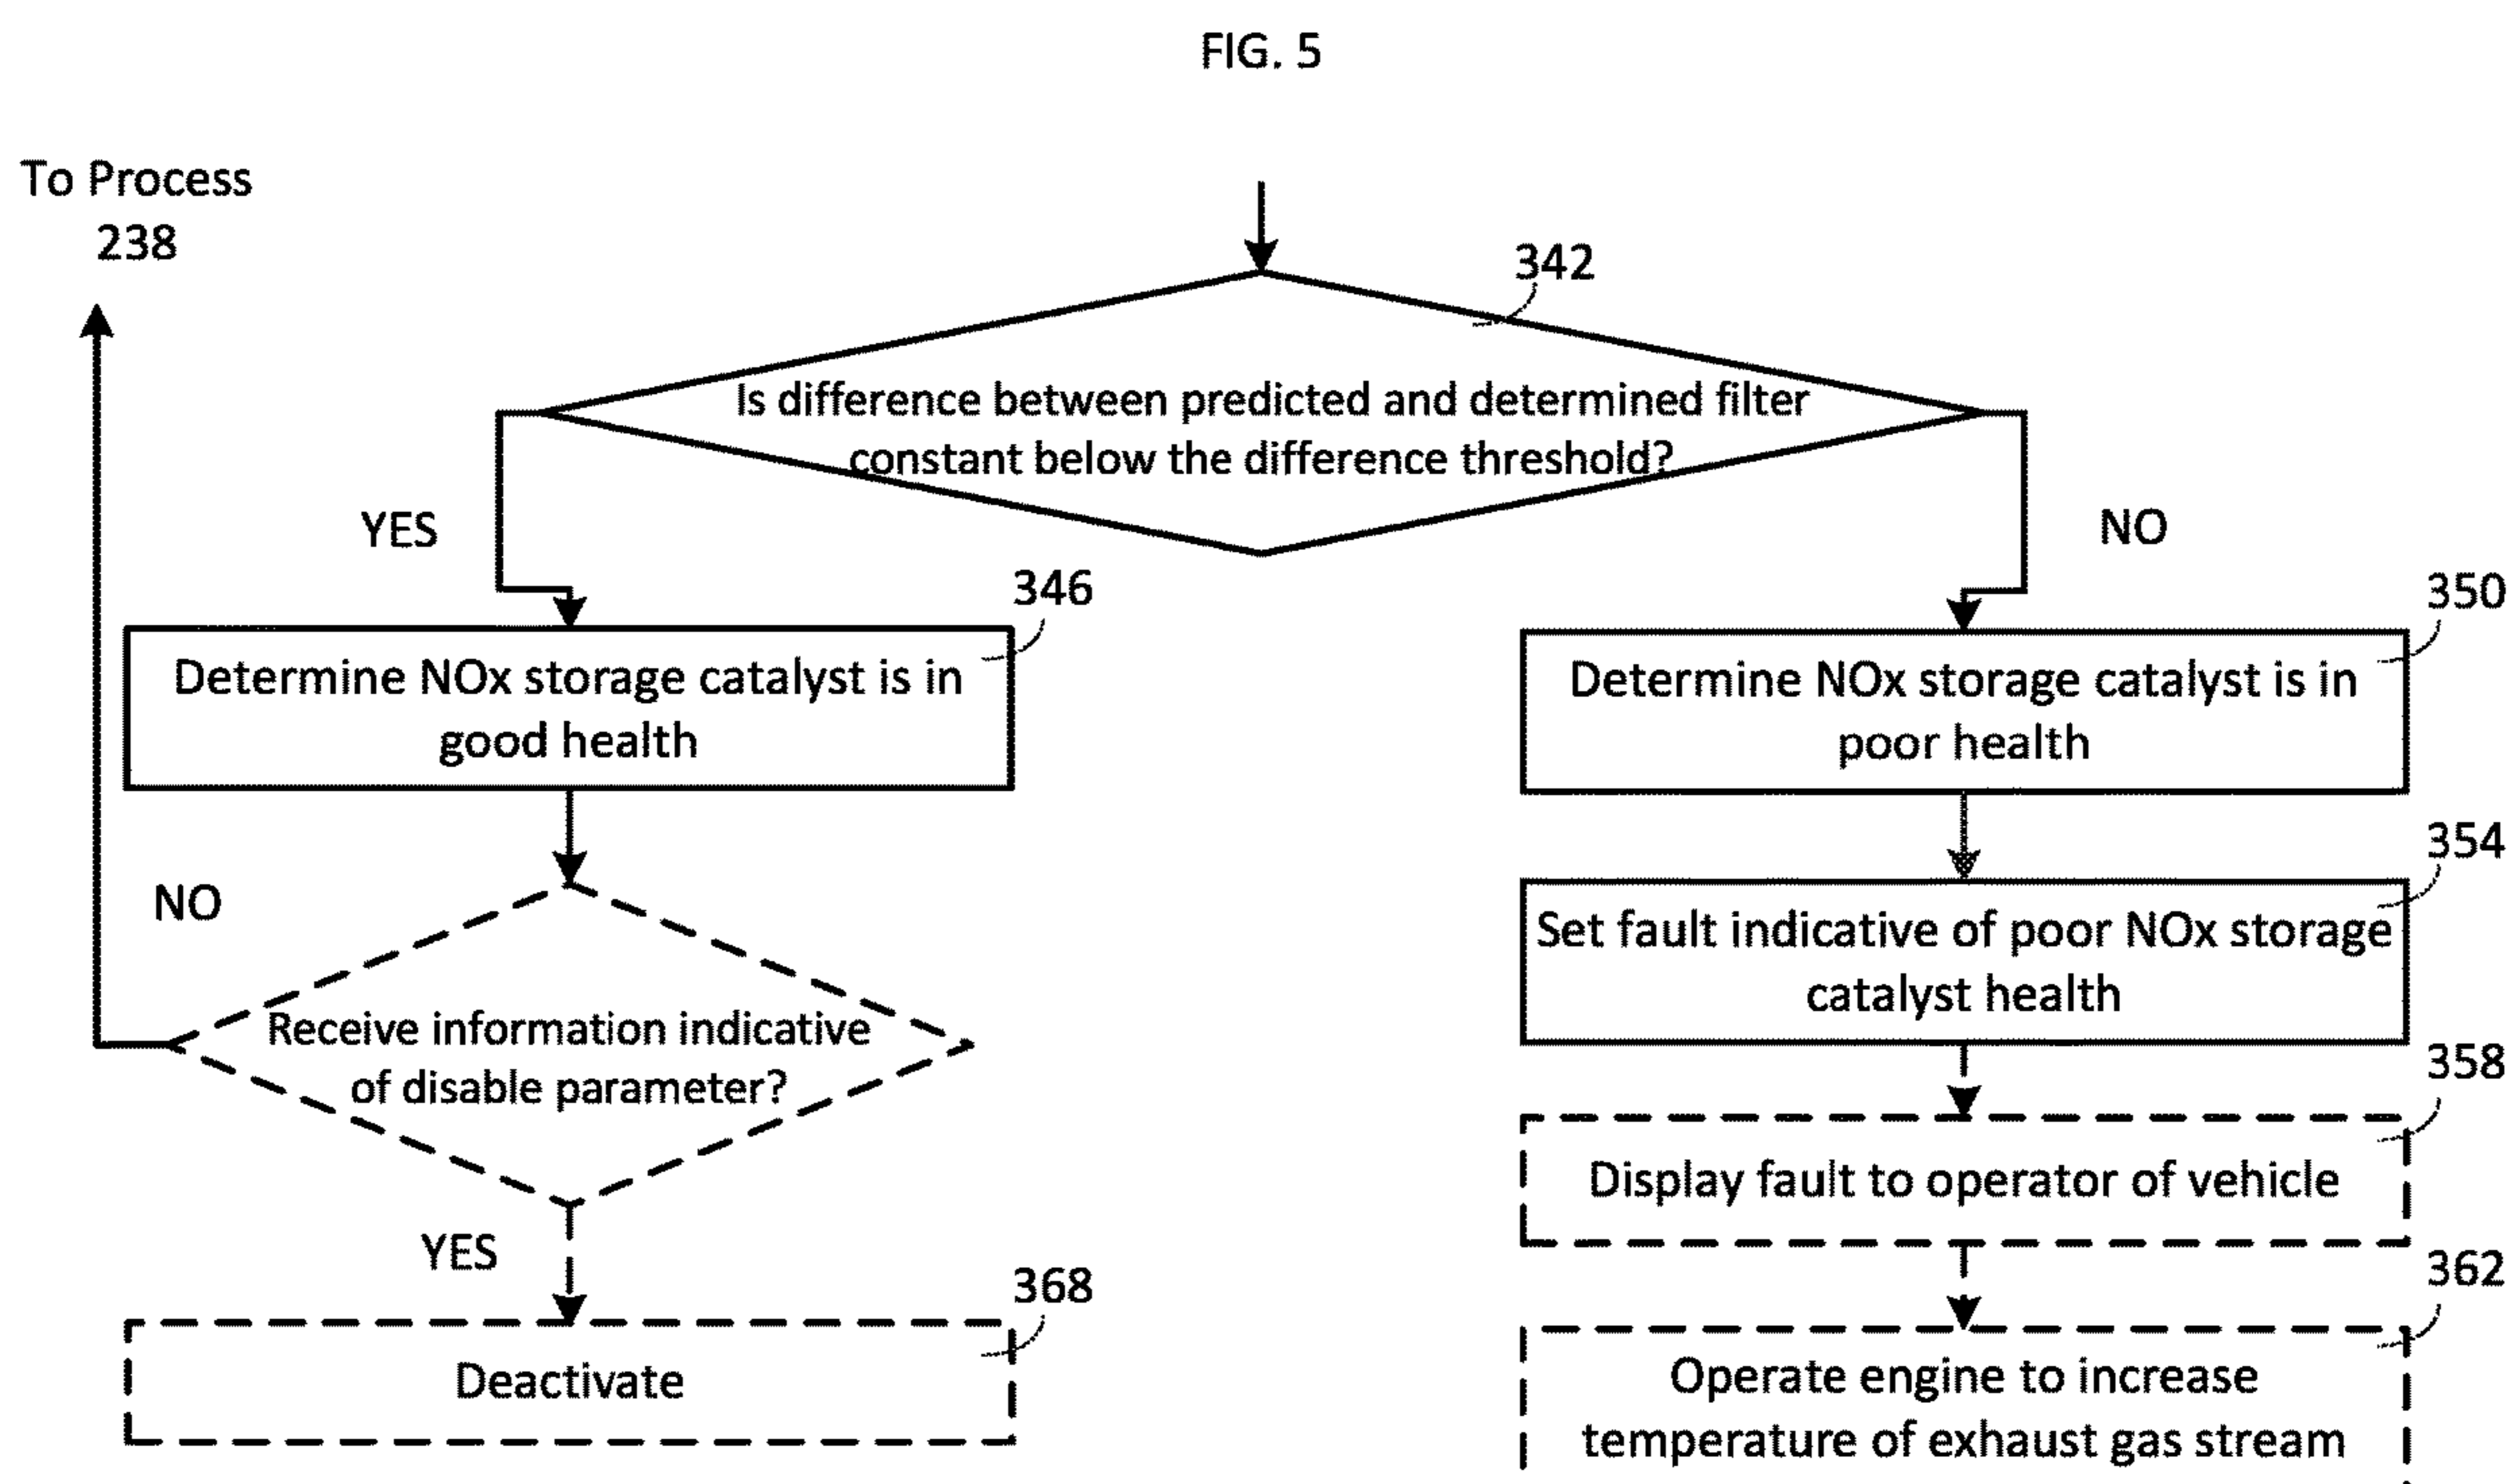 FIG. 5
To Process
238
342
Is difference between predicted and determined filter
constant below the difference threshold?
YES
NO
346
Determine NOx storage catalyst is in
good health
350
Determine NOx storage catalyst is in
poor health
354
Set fault indicative of poor NOx storage
catalyst health
NO
Receive information indicative
of disable parameter?
358
Display fault to operator of vehicle
YES
368
Deactivate
362
Operate engine to increase
temperature of exhaust gas stream